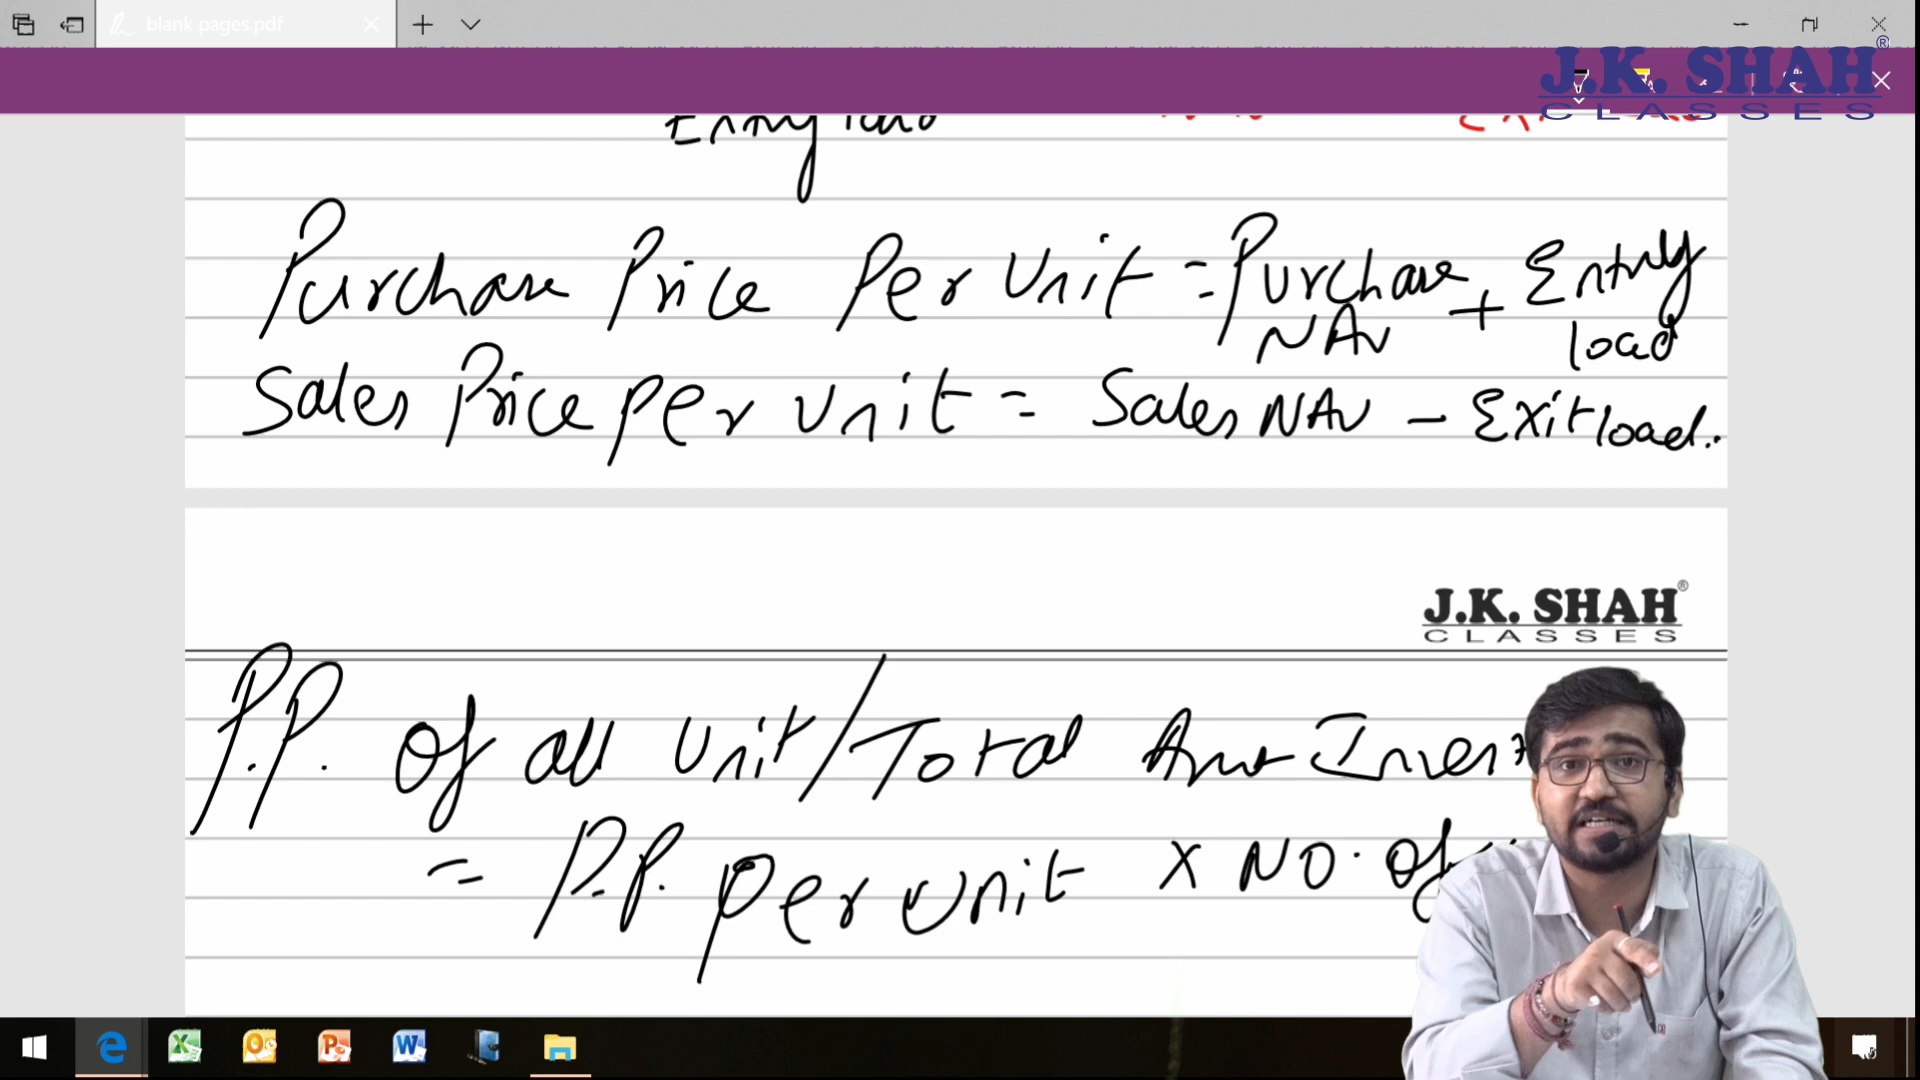 blank pages.pdf
J.K. SHAH ®
CLASSES
Entry load
Purchase Price Per Unit = Purchase NAV + Entry load
Sales Price per unit = Sales NAV – Exit load.
J.K. SHAH ®
CLASSES
P.P. Of all Unit/Total Amt Invest
= P.P. per unit X NO. Of